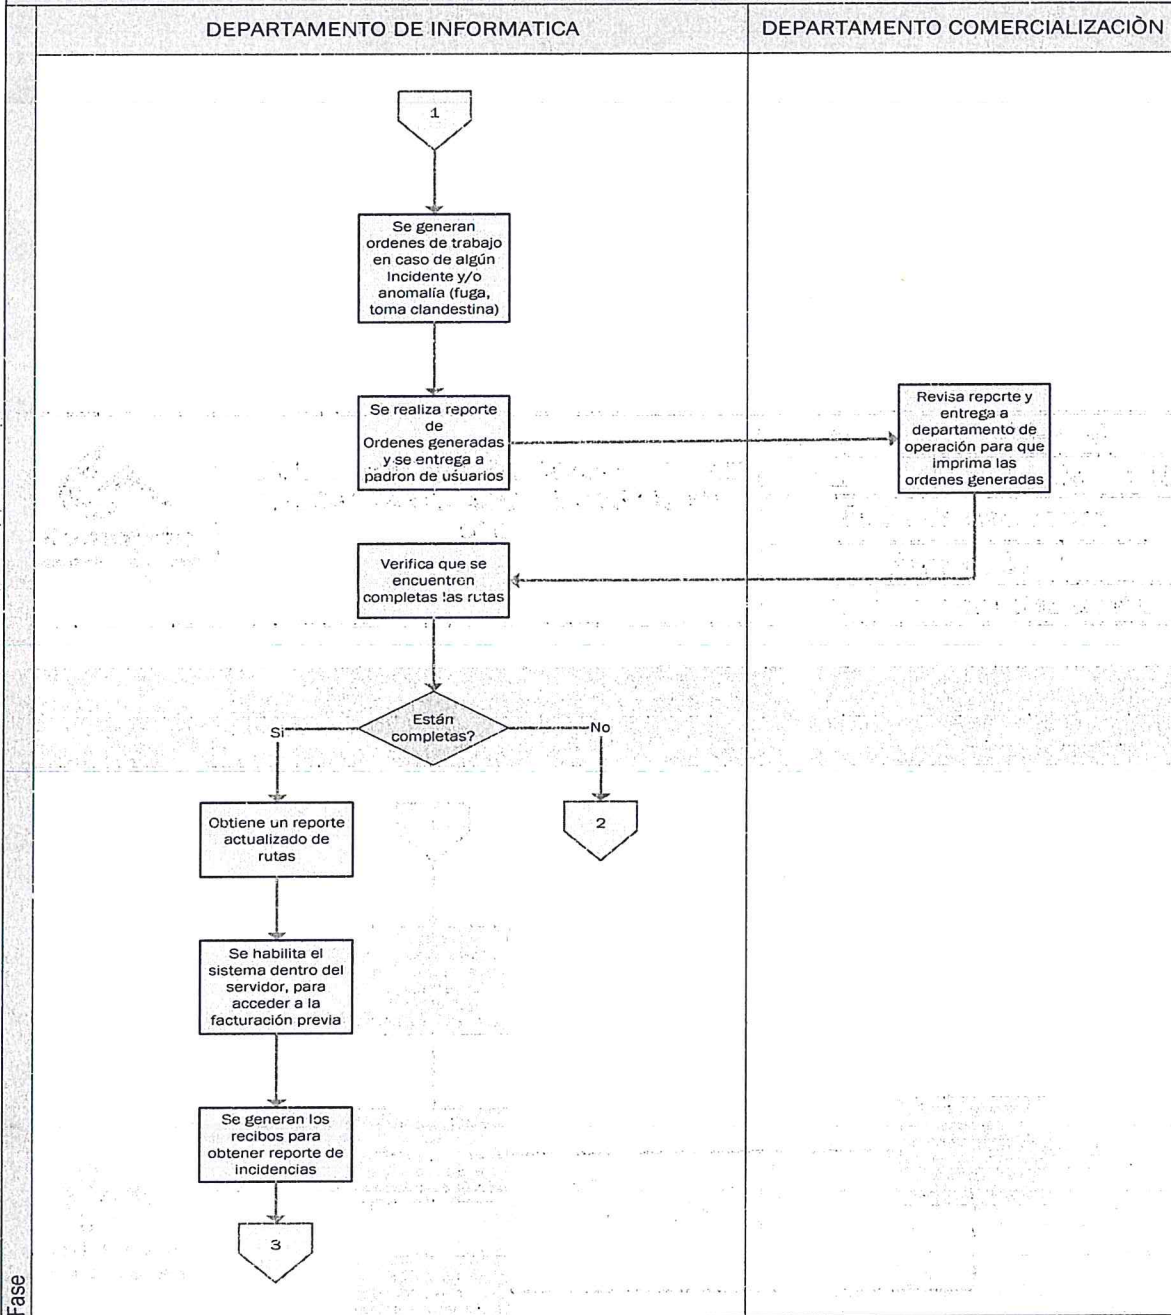 DEPARTAMENTO DE INFORMATICA
DEPARTAMENTO COMERCIALIZACIÒN
1
Se generan
ordenes de trabajo
en caso de algún
Incidente y/o
anomalía (fuga,
toma clandestina)
Se realiza reporte
de
Ordenes generadas
y se entrega a
padron de usuarios
Revisa reporte y
entrega a
departamento de
operación para que
imprima las
ordenes generadas
Verifica que se
encuentren
completas las rutas
Están
completas?
Si
No
Obtiene un reporte
actualizado de
rutas
2
Se habilita el
sistema dentro del
servidor, para
acceder a la
facturación previa
Se generan los
recibos para
obtener reporte de
incidencias
3
Fase